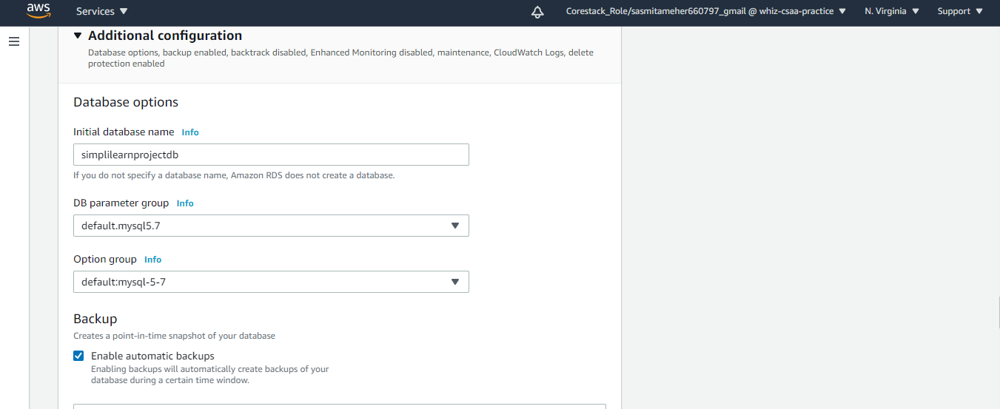 aws Services Corestack_Role/sasmitameher660797_gmail @ whiz-csaa-practice N. Virginia Support
Additional configuration
Database options, backup enabled, backtrack disabled, Enhanced Monitoring disabled, maintenance, CloudWatch Logs, delete
protection enabled
Database options
Initial database name Info
simplilearnprojectdb
If you do not specify a database name, Amazon RDS does not create a database.
DB parameter group Info
default.mysql5.7
Option group Info
default:mysql-5-7
Backup
Creates a point-in-time snapshot of your database
Enable automatic backups
Enabling backups will automatically create backups of your
database during a certain time window.